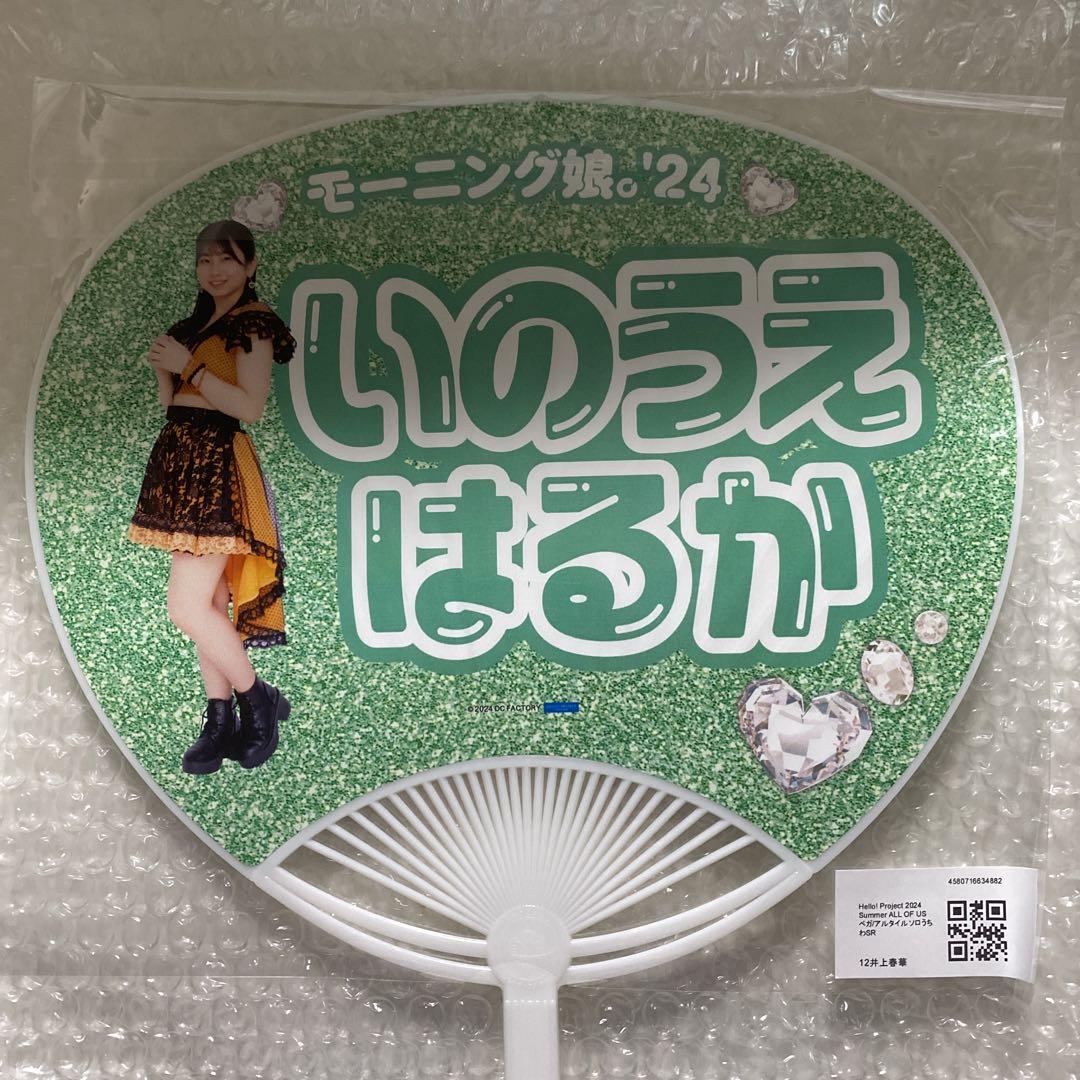 モーニング娘。'24
いのうえ
はるか
©2024 DC FACTORY
4580716634882
Hello! Project 2024
Summer ALL OF US
ベガ/アルタイル ソロうち
わSR
12井上春華